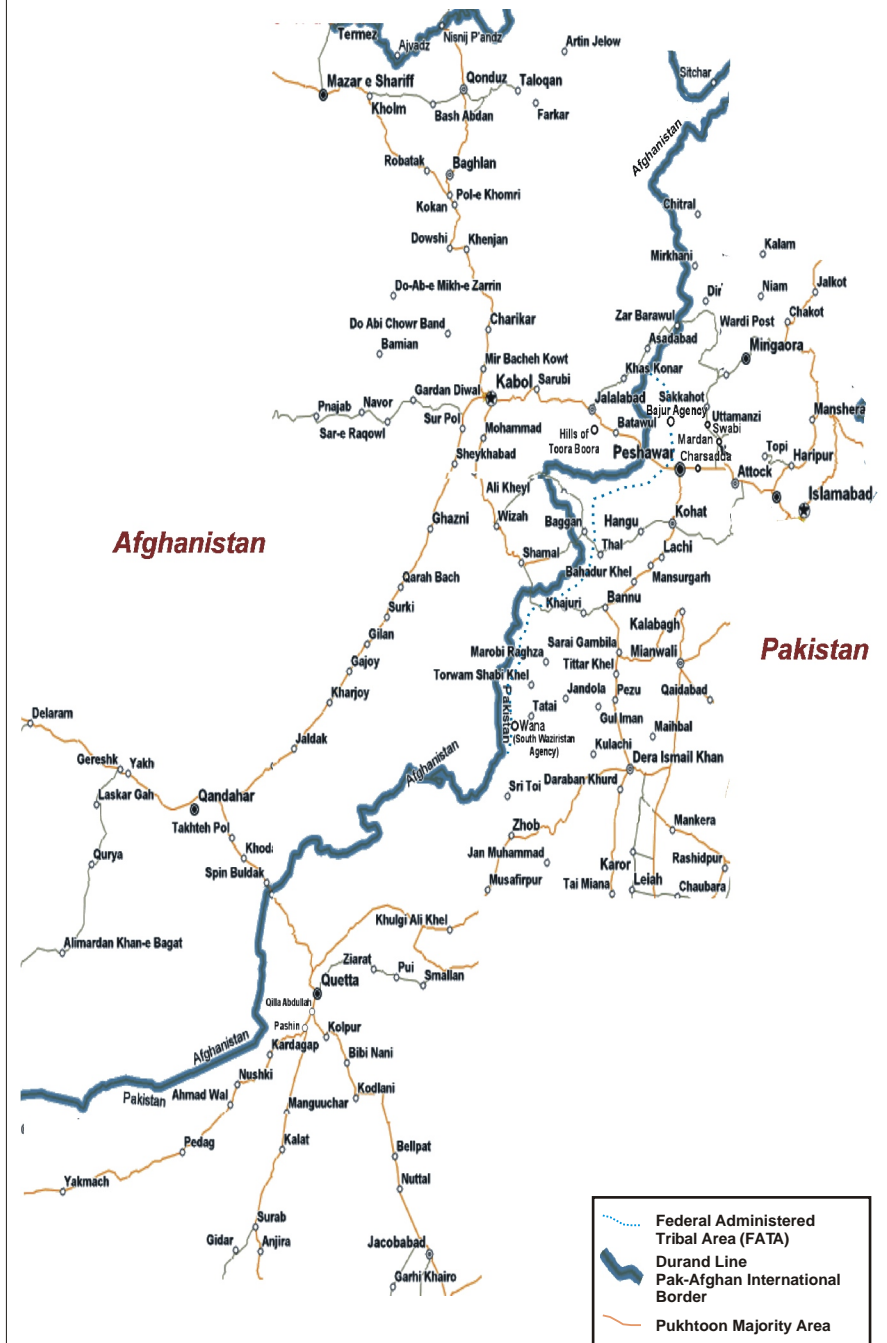 Termez
Ajvadz
Nisnij P'andz
Artin Jelow
Sitchar
Mazar e Shariff
Qonduz
Taloqan
Kholm
Bash Abdan
Farkar
Afghanistan
Robatak
Baghlan
Pol-e Khomri
Kokan
Chitral
Dowshi
Khenjan
Kalam
Mirkhani
Do-Ab-e Mikh-e Zarrin
Dir
Niam
Jalkot
Do Abi Chowr Band
Charikar
Zar Barawul
Wardi Post
Chakot
Bamian
Asadabad
Mingaora
Mir Bacheh Kowt
Khas Konar
Gardan Diwal
Kabol
Sarubi
Jalalabad
Sakkahot
Bajur Agency
Pnajab
Navor
Sur Pol
Sar-e Raqowl
Mohammad
Hills of
Toora Boora
Batawul
Uttamanzi
Swabi
Manshera
Mardan
Peshawar
Charsadda
Topi
Haripur
Sheykhabad
Attock
Islamabad
Ali Kheyl
Ghazni
Wizah
Baggan
Hangu
Kohat
Afghanistan
Shamal
Thal
Lachi
Bahadur Khel
Mansurgarh
Qarah Bach
Khajuri
Bannu
Surki
Kalabagh
Gilan
Sarai Gambila
Mianwali
Pakistan
Marobi Raghza
Tittar Khel
Gajoy
Torwam Shabi Khel
Jandola
Pezu
Qaidabad
Kharjoy
Pakistan
Tatai
Gul Iman
Delaram
Wana
(South Waziristan
Agency)
Maihbal
Jaldak
Kulachi
Afghanistan
Gereshk
Yakh
Dera Ismail Khan
Laskar Gah
Qandahar
Sri Toi
Daraban Khurd
Takhteh Pol
Zhob
Mankera
Khoda
Qurya
Jan Muhammad
Karor
Rashidpur
Spin Buldak
Musafirpur
Tai Miana
Leiah
Chaubara
Khulgi Ali Khel
Alimardan Khan-e Bagat
Ziarat
Pui
Smallan
Quetta
Qilla Abdullah
Pashin
Kolpur
Afghanistan
Kardagap
Bibi Nani
Nushki
Pakistan
Ahmad Wal
Manguuchar
Kodlani
Pedag
Kalat
Bellpat
Yakmach
Nuttal
Surab
Gidar
Anjira
Jacobabad
Garhi Khairo
Federal Administered
Tribal Area (FATA)
Durand Line
Pak-Afghan International
Border
Pukhtoon Majority Area